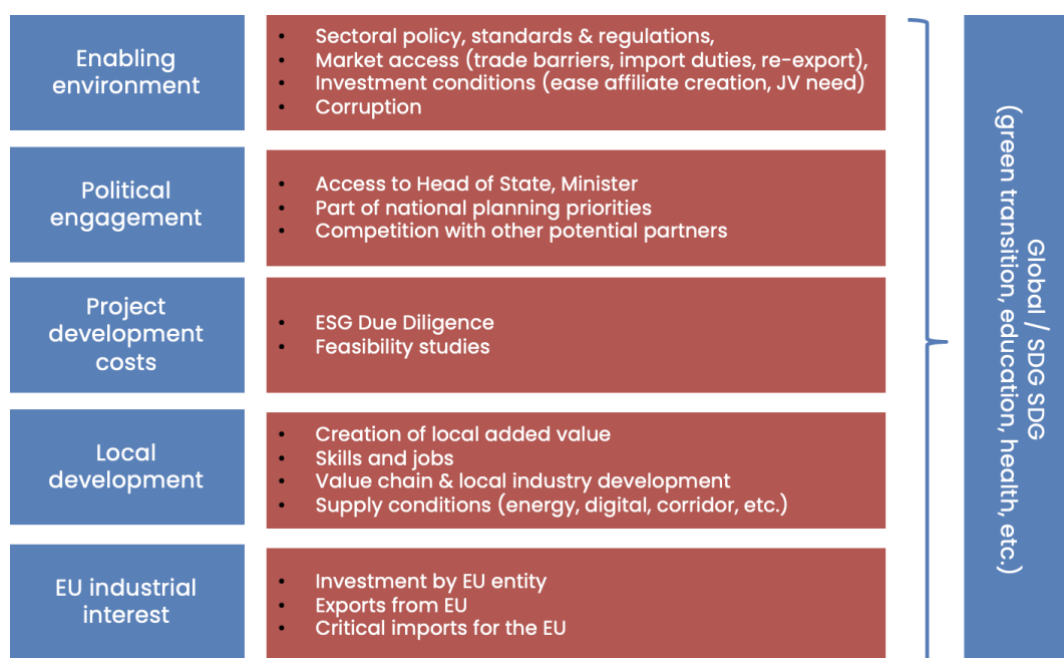 Enabling
environment
• Sectoral policy, standards & regulations,
• Market access (trade barriers, import duties, re-export),
• Investment conditions (ease affiliate creation, JV need)
• Corruption
Political
engagement
• Access to Head of State, Minister
• Part of national planning priorities
• Competition with other potential partners
Project
development
costs
• ESG Due Diligence
• Feasibility studies
Local
development
• Creation of local added value
• Skills and jobs
• Value chain & local industry development
• Supply conditions (energy, digital, corridor, etc.)
EU industrial
interest
• Investment by EU entity
• Exports from EU
• Critical imports for the EU
Global / SDG SDG
(green transition, education, health, etc.)